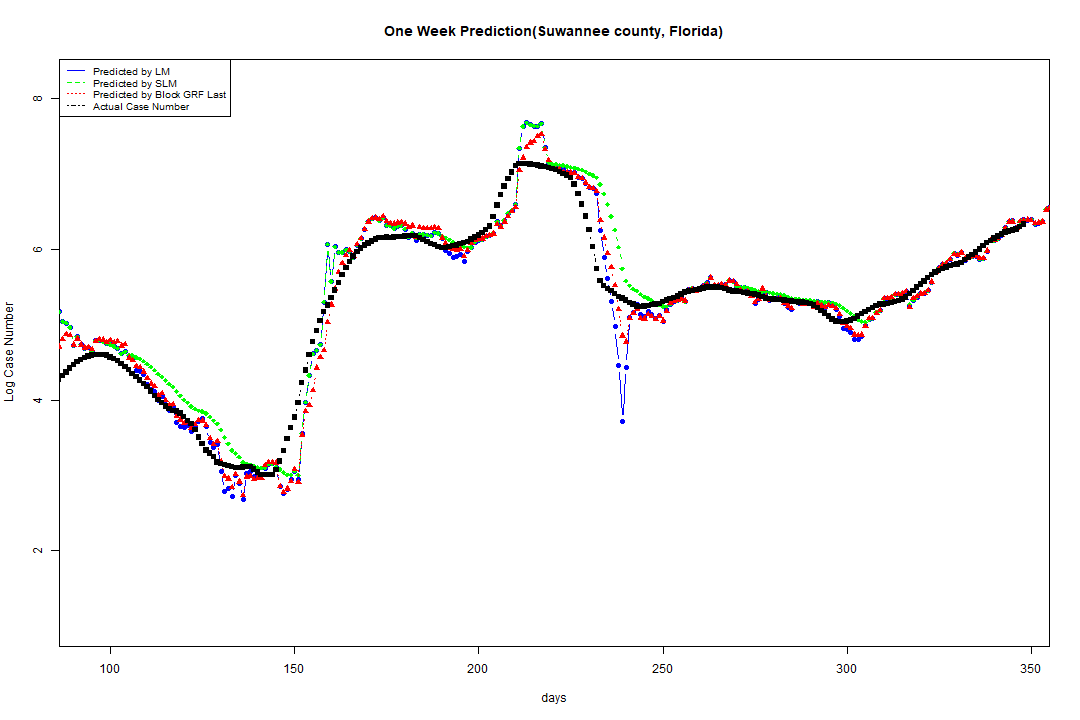 One Week Prediction(Suwannee county, Florida)
Predicted by LM
Predicted by SLM
Predicted by Block GRF Last
Actual Case Number
8
6
4
2
Log Case Number
100 150 200 250 300 350
days